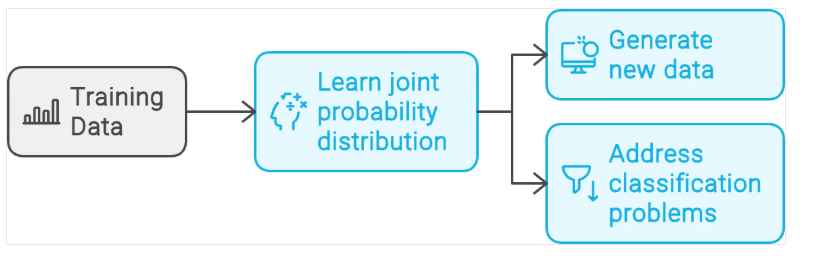 Training
Data
Learn joint
probability
distribution
Generate
new data
Address
classification
problems